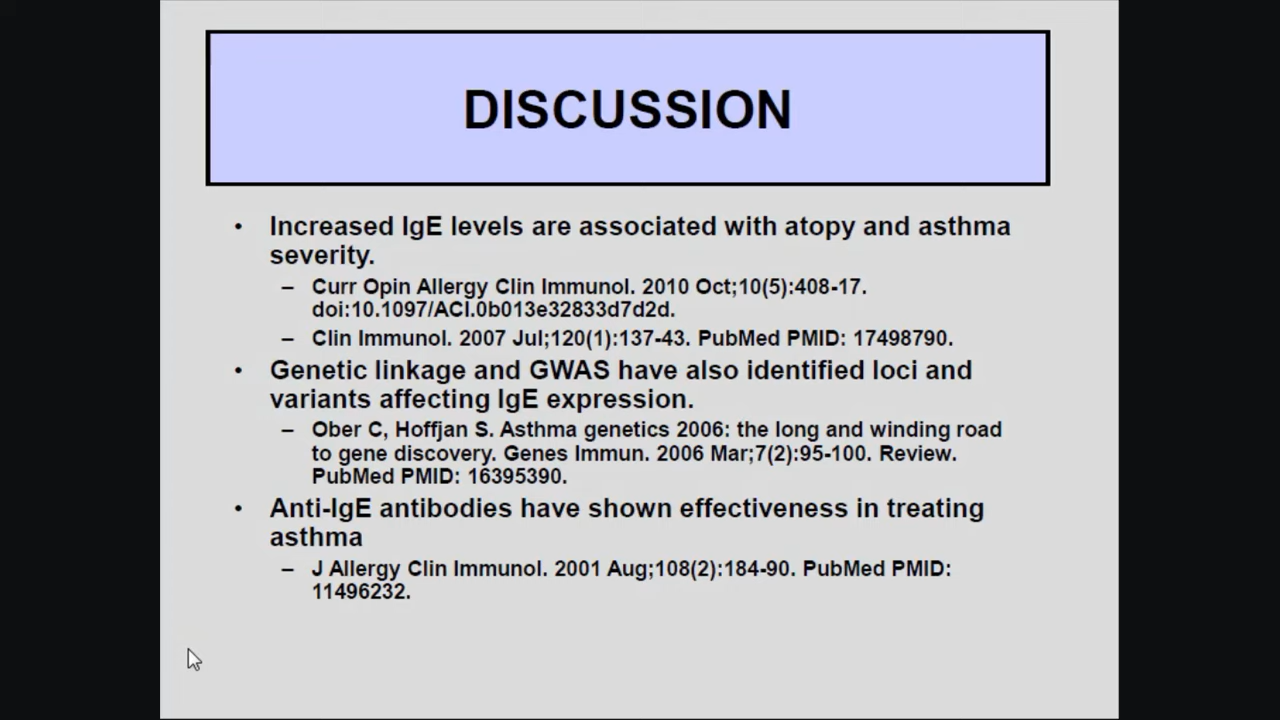 DISCUSSION
• Increased IgE levels are associated with atopy and asthma
severity.
– Curr Opin Allergy Clin Immunol. 2010 Oct;10(5):408-17.
doi:10.1097/ACI.0b013e32833d7d2d.
– Clin Immunol. 2007 Jul;120(1):137-43. PubMed PMID: 17498790.
• Genetic linkage and GWAS have also identified loci and
variants affecting IgE expression.
– Ober C, Hoffjan S. Asthma genetics 2006: the long and winding road
to gene discovery. Genes Immun. 2006 Mar;7(2):95-100. Review.
PubMed PMID: 16395390.
• Anti-IgE antibodies have shown effectiveness in treating
asthma
– J Allergy Clin Immunol. 2001 Aug;108(2):184-90. PubMed PMID:
11496232.